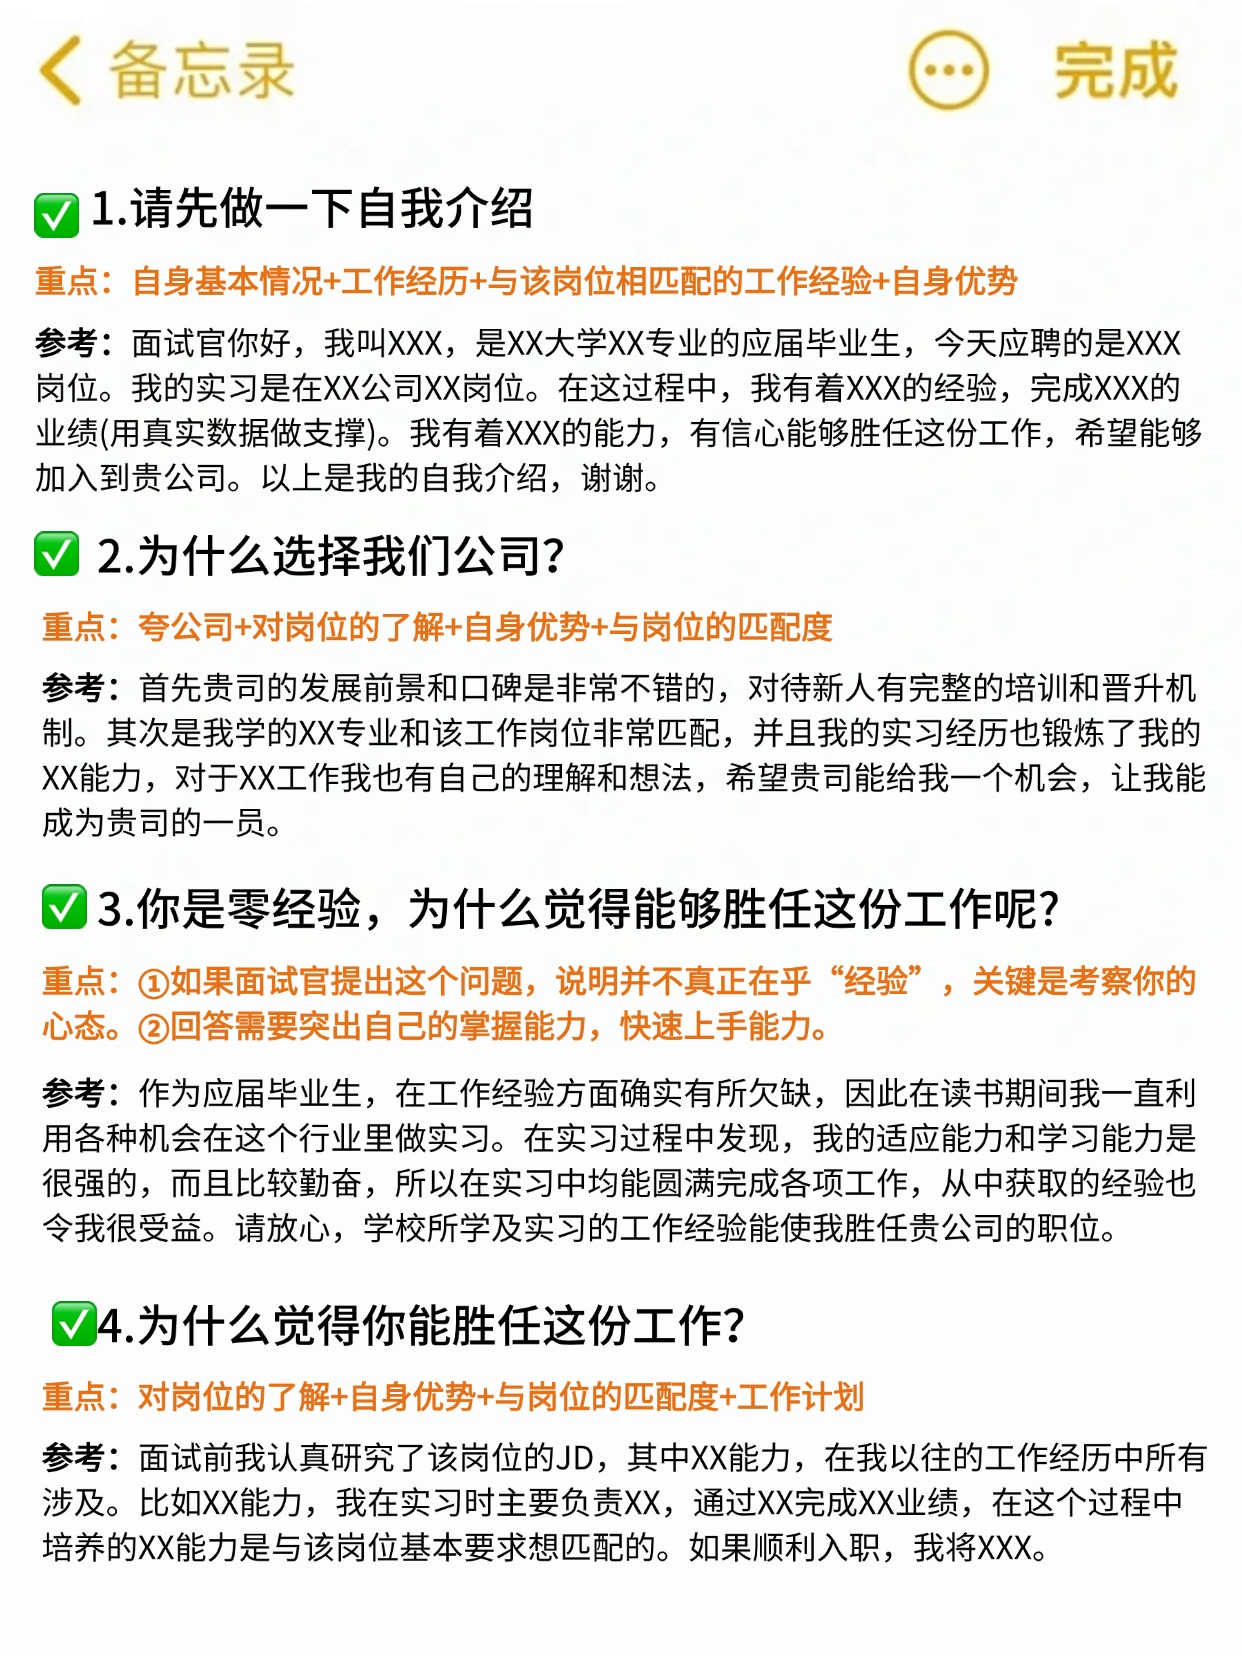 备忘录
完成
1.请先做一下自我介绍
重点：自身基本情况+工作经历+与该岗位相匹配的工作经验+自身优势
参考：面试官你好，我叫XXX，是XX大学XX专业的应届毕业生，今天应聘的是XXX
岗位。我的实习是在XX公司XX岗位。在这过程中，我有着XXX的经验，完成XXX的
业绩(用真实数据做支撑)。我有着XXX的能力，有信心能够胜任这份工作，希望能够
加入到贵公司。以上是我的自我介绍，谢谢。
2.为什么选择我们公司？
重点：夸公司+对岗位的了解+自身优势+与岗位的匹配度
参考：首先贵司的发展前景和口碑是非常不错的，对待新人有完整的培训和晋升机
制。其次是我学的XX专业和该工作岗位非常匹配，并且我的实习经历也锻炼了我的
XX能力，对于XX工作我也有自己的理解和想法，希望贵司能给我一个机会，让我能
成为贵司的一员。
3.你是零经验，为什么觉得能够胜任这份工作呢?
重点：①如果面试官提出这个问题，说明并不真正在乎“经验”，关键是考察你的
心态。②回答需要突出自己的掌握能力，快速上手能力。
参考：作为应届毕业生，在工作经验方面确实有所欠缺，因此在读书期间我一直利
用各种机会在这个行业里做实习。在实习过程中发现，我的适应能力和学习能力是
很强的，而且比较勤奋，所以在实习中均能圆满完成各项工作，从中获取的经验也
令我很受益。请放心，学校所学及实习的工作经验能使我胜任贵公司的职位。
4.为什么觉得你能胜任这份工作？
重点：对岗位的了解+自身优势+与岗位的匹配度+工作计划
参考：面试前我认真研究了该岗位的JD，其中XX能力，在我以往的工作经历中所有
涉及。比如XX能力，我在实习时主要负责XX，通过XX完成XX业绩，在这个过程中
培养的XX能力是与该岗位基本要求想匹配的。如果顺利入职，我将XXX。